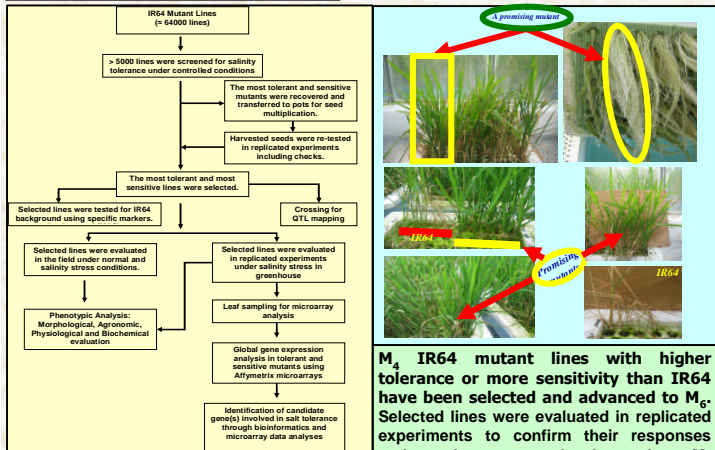 IR64 Mutant Lines
(≈ 64000 lines)
> 5000 lines were screened for salinity
tolerance under controlled conditions
The most tolerant and sensitive
mutants were recovered and
transferred to pots for seed
multiplication.
Harvested seeds were re-tested
in replicated experiments
including checks.
The most tolerant and most
sensitive lines were selected.
Selected lines were tested for IR64
background using specific markers.
Crossing for
QTL mapping
Selected lines were evaluated
in the field under normal and
salinity stress conditions.
Selected lines were evaluated
in replicated experiments
under salinity stress in
greenhouse
Phenotypic Analysis:
Morphological, Agronomic,
Physiological and Biochemical
evaluation
Leaf sampling for microarray
analysis
Global gene expression
analysis in tolerant and
sensitive mutants using
Affymetrix microarrays
Identification of candidate
gene(s) involved in salt tolerance
through bioinformatics and
microarray data analyses
A promising mutant
IR64
Promising
mutants
IR64
M4 IR64 mutant lines with higher
tolerance or more sensitivity than IR64
have been selected and advanced to M6.
Selected lines were evaluated in replicated
experiments to confirm their responses